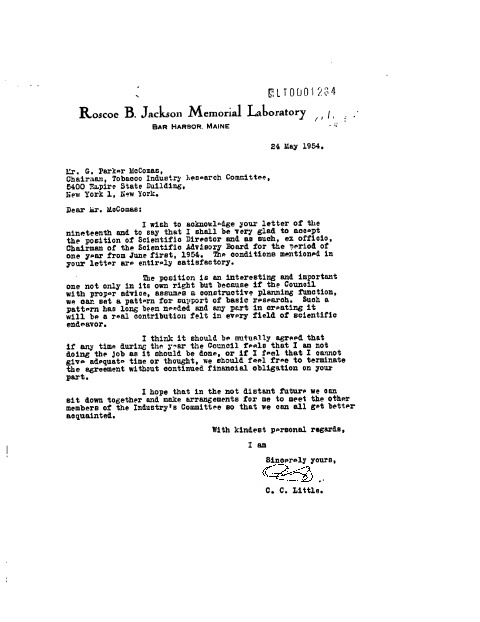 CLT0001284
Roscoe B. Jackson Memorial Laboratory
BAR HARBOR, MAINE
24 May 1954.
Mr. G. Parker McComas,
Chairman, Tobacco Industry Research Committee,
5400 Empire State Building,
New York 1, New York.
Dear Mr. McComas:
I wish to acknowledge your letter of the
nineteenth and to say that I shall be very glad to accept
the position of Scientific Director and as such, ex officio,
Chairman of the Scientific Advisory Board for the period of
one year from June first, 1954. The conditions mentioned in
your letter are entirely satisfactory.
The position is an interesting and important
one not only in its own right but because if the Council
with proper advice, assumes a constructive planning function,
we can set a pattern for support of basic research. Such a
pattern has long been needed and any part in creating it
will be a real contribution felt in every field of scientific
endeavor.
I think it should be mutually agreed that
if any time during the year the Council feels that I am not
doing the job as it should be done, or if I feel that I cannot
give adequate time or thought, we should feel free to terminate
the agreement without continued financial obligation on your
part.
I hope that in the not distant future we can
sit down together and make arrangements for me to meet the other
members of the Industry's Committee so that we can all get better
acquainted.
With kindest personal regards,
I am
Sincerely yours,
C. C. Little.